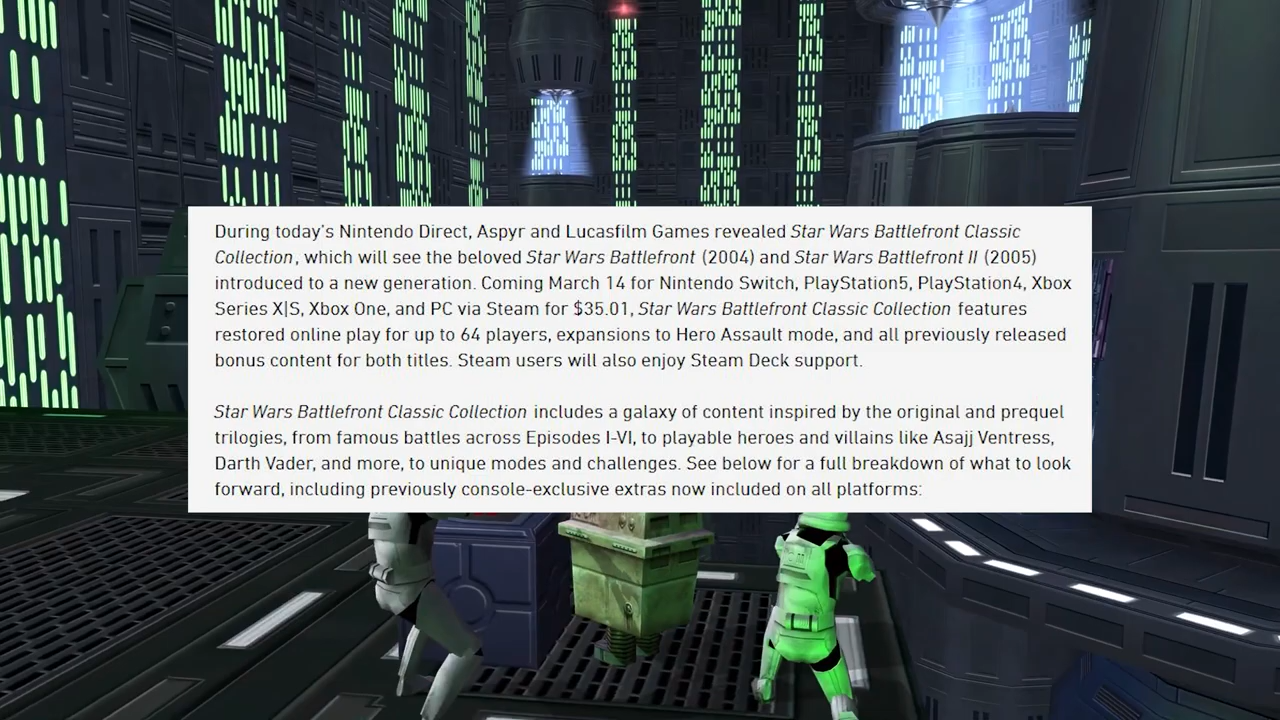 During today's Nintendo Direct, Aspyr and Lucasfilm Games revealed Star Wars Battlefront Classic
Collection, which will see the beloved Star Wars Battlefront (2004) and Star Wars Battlefront II (2005)
introduced to a new generation. Coming March 14 for Nintendo Switch, PlayStation5, PlayStation4, Xbox
Series X|S, Xbox One, and PC via Steam for $35.01, Star Wars Battlefront Classic Collection features
restored online play for up to 64 players, expansions to Hero Assault mode, and all previously released
bonus content for both titles. Steam users will also enjoy Steam Deck support.
Star Wars Battlefront Classic Collection includes a galaxy of content inspired by the original and prequel
trilogies, from famous battles across Episodes I-VI, to playable heroes and villains like Asajj Ventress,
Darth Vader, and more, to unique modes and challenges. See below for a full breakdown of what to look
forward, including previously console-exclusive extras now included on all platforms: